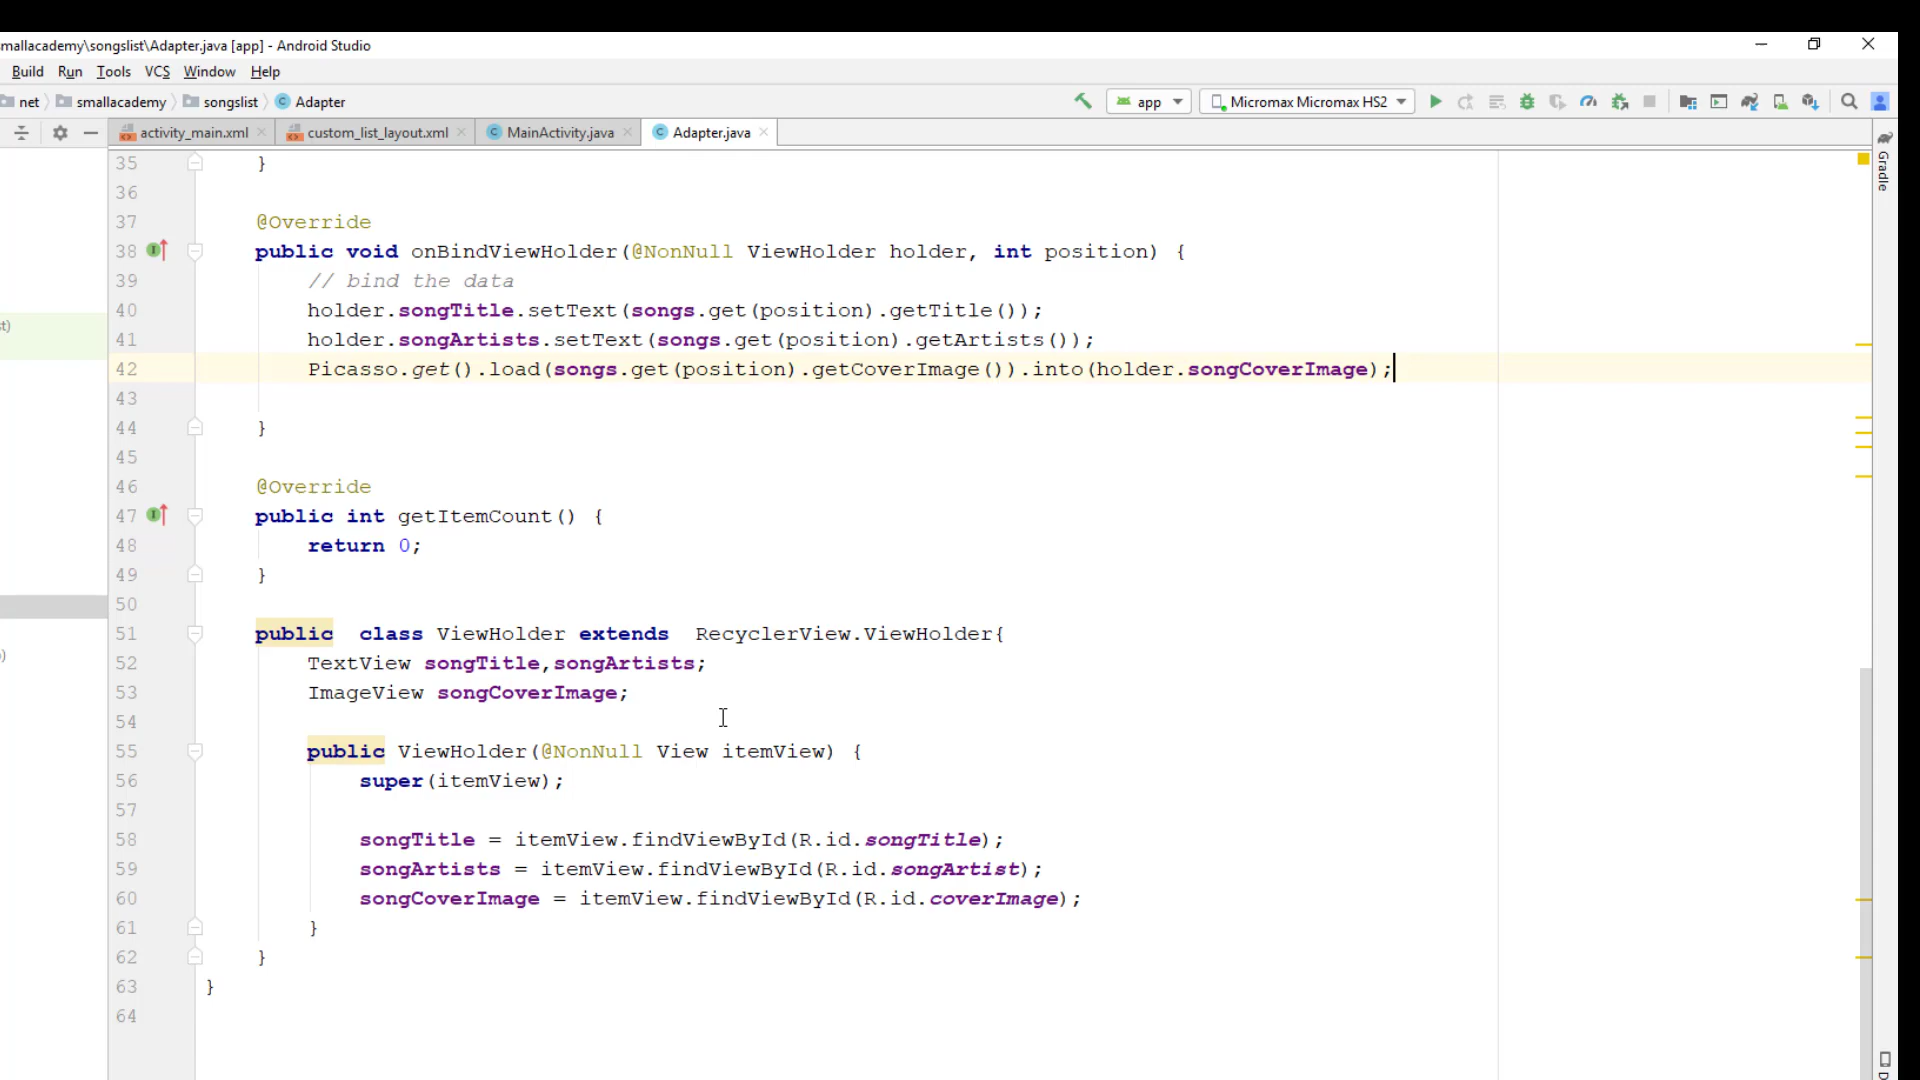 mallacademy\songslist\Adapter.java [app] - Android Studio
Build Run Tools VCS Window Help
net smallacademy songslist Adapter app Micromax Micromax HS2
activity_main.xml custom_list_layout.xml MainActivity.java Adapter.java
Gradle
35 }
36
37 @Override
38 public void onBindViewHolder(@NonNull ViewHolder holder, int position) {
39 // bind the data
40 holder.songTitle.setText(songs.get(position).getTitle());
41 holder.songArtists.setText(songs.get(position).getArtists());
42 Picasso.get().load(songs.get(position).getCoverImage()).into(holder.songCoverImage);
43
44 }
45
46 @Override
47 public int getItemCount() {
48 return 0;
49 }
50
51 public  class ViewHolder extends  RecyclerView.ViewHolder{
52 TextView songTitle,songArtists;
53 ImageView songCoverImage;
54
55 public ViewHolder(@NonNull View itemView) {
56 super(itemView);
57
58 songTitle = itemView.findViewById(R.id.songTitle);
59 songArtists = itemView.findViewById(R.id.songArtist);
60 songCoverImage = itemView.findViewById(R.id.coverImage);
61 }
62 }
63 }
64